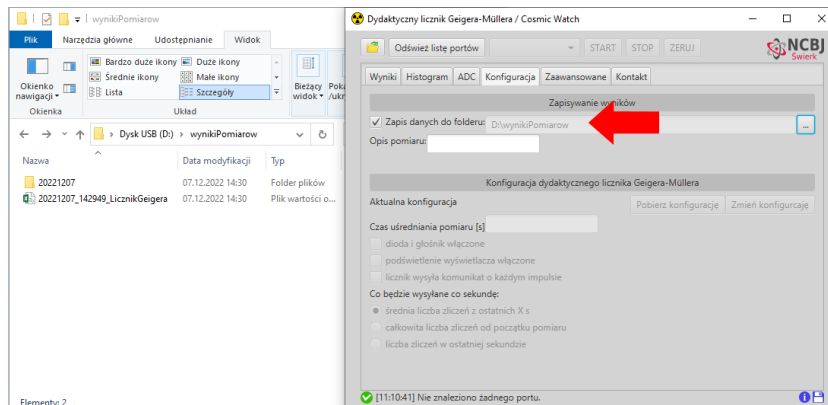 wynikiPomiarow
Plik Narzędzia główne Udostępnianie Widok
Okienko nawigacji
Bardzo duże ikony Duże ikony
Średnie ikony Małe ikony
Lista Szczegóły
Bieżący widok
Okienka Układ
Dysk USB (D:) > wynikiPomiarow
Nazwa Data modyfikacji Typ
20221207 07.12.2022 14:30 Folder plików
20221207_142949_LicznikGeigera 07.12.2022 14:30 Plik wartości o...
Elementy: 2
Dydaktyczny licznik Geigera-Müllera / Cosmic Watch
Odśwież listę portów START STOP ZERUJ
NCBJ
Świerk
Wyniki Histogram ADC Konfiguracja Zaawansowane Kontakt
Zapisywanie wyników
Zapis danych do folderu: D:\wynikiPomiarow ...
Opis pomiaru:
Konfiguracja dydaktycznego licznika Geigera-Müllera
Aktualna konfiguracja Pobierz konfigurację Zmień konfigurcaję
Czas uśredniania pomiaru [s]
dioda i głośnik włączone
podświetlenie wyświetlacza włączone
licznik wysyła komunikat o każdym impulsie
Co będzie wysyłane co sekundę:
średnia liczba zliczeń z ostatnich X s
całkowita liczba zliczeń od początku pomiaru
liczba zliczeń w ostatniej sekundzie
[11:10:41] Nie znaleziono żadnego portu.